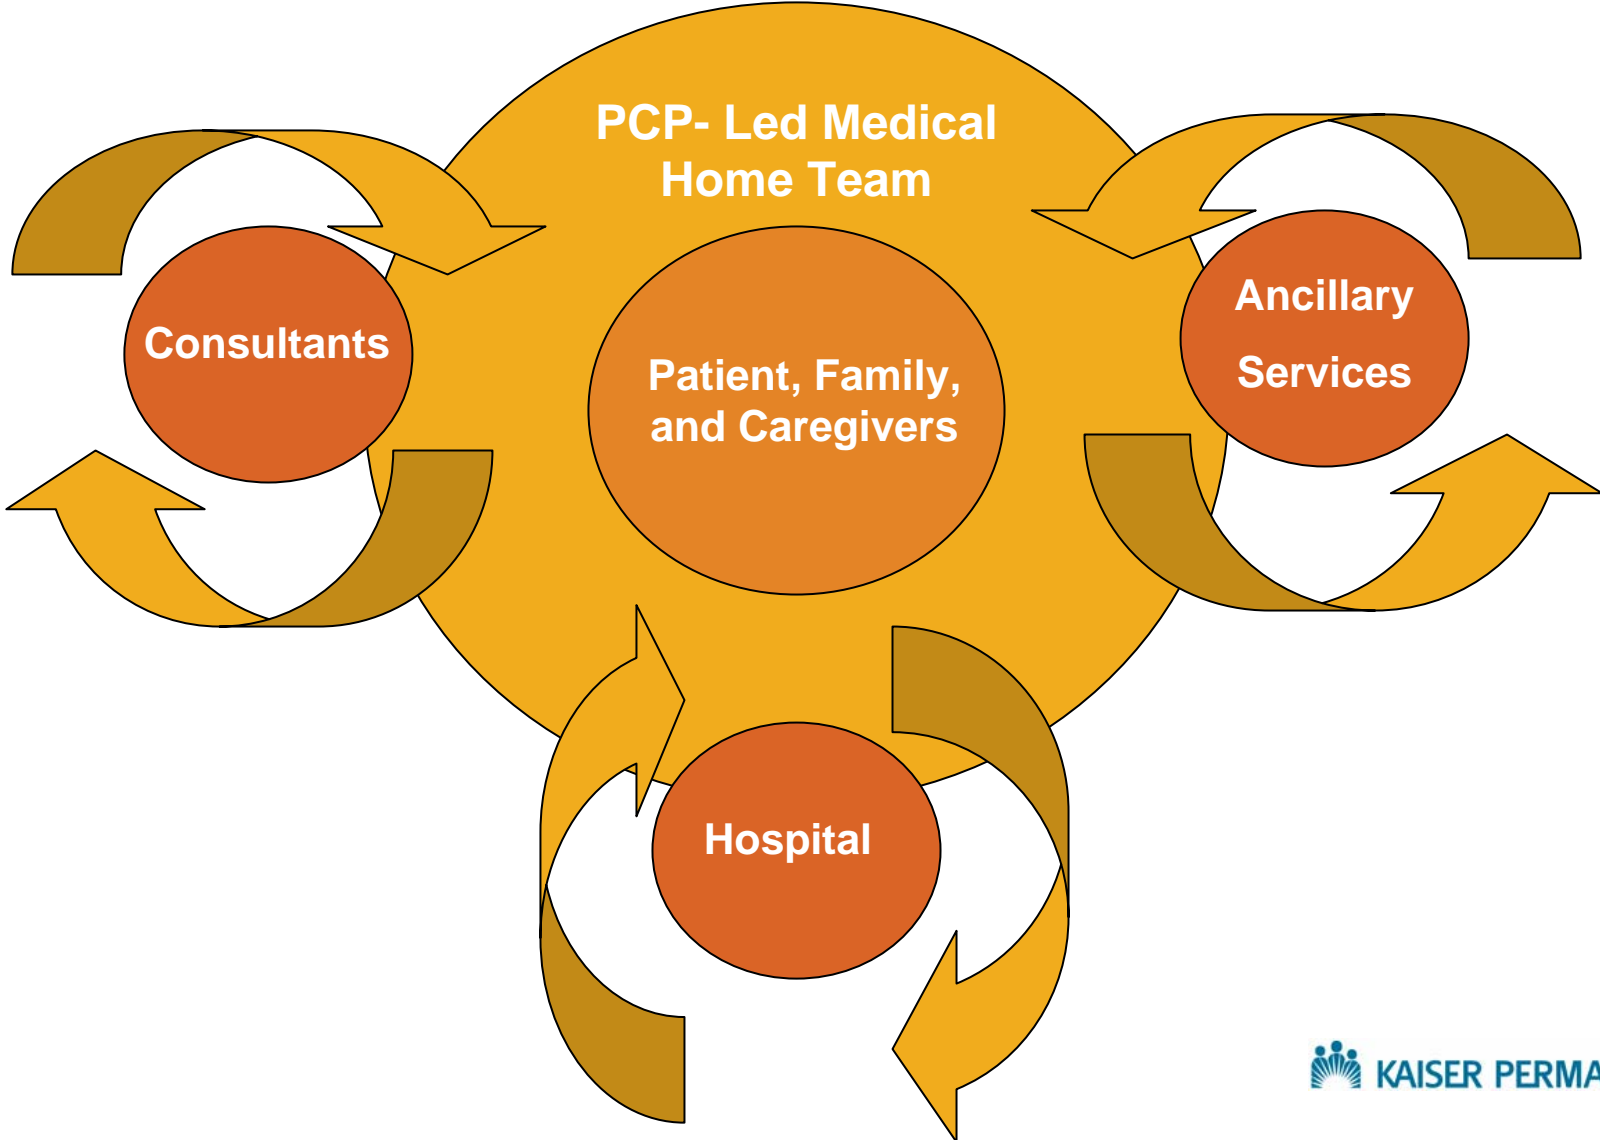 PCP- Led Medical
Home Team
Consultants
Patient, Family,
and Caregivers
Ancillary
Services
Hospital
KAISER PERMA